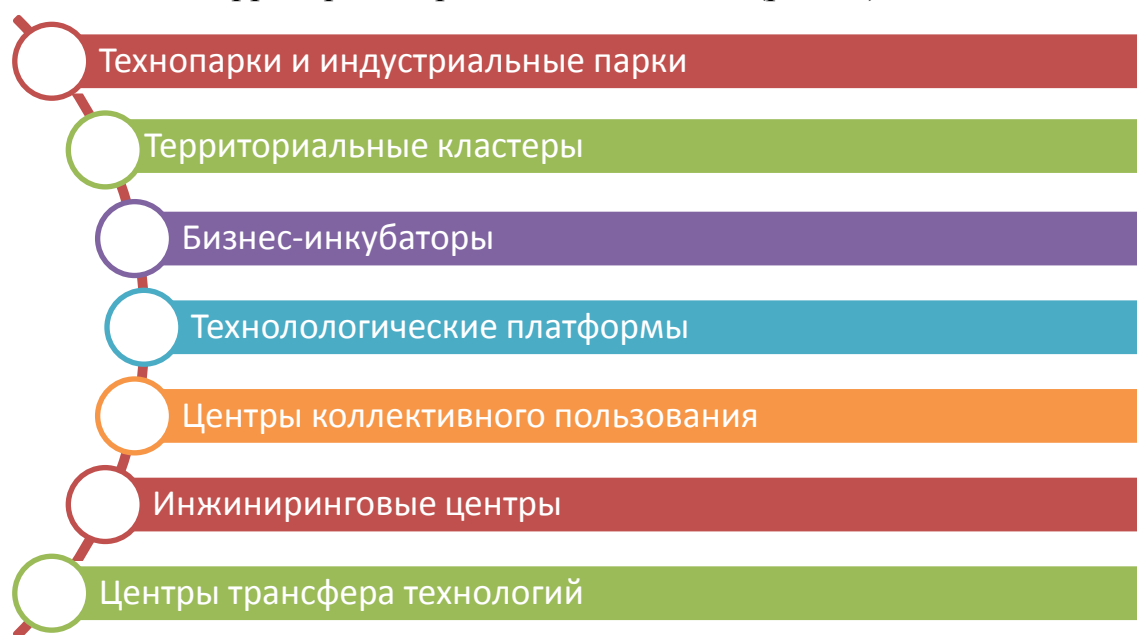 Технопарки и индустриальные парки
Территориальные кластеры
Бизнес-инкубаторы
Технолологические платформы
Центры коллективного пользования
Инжиниринговые центры
Центры трансфера технологий